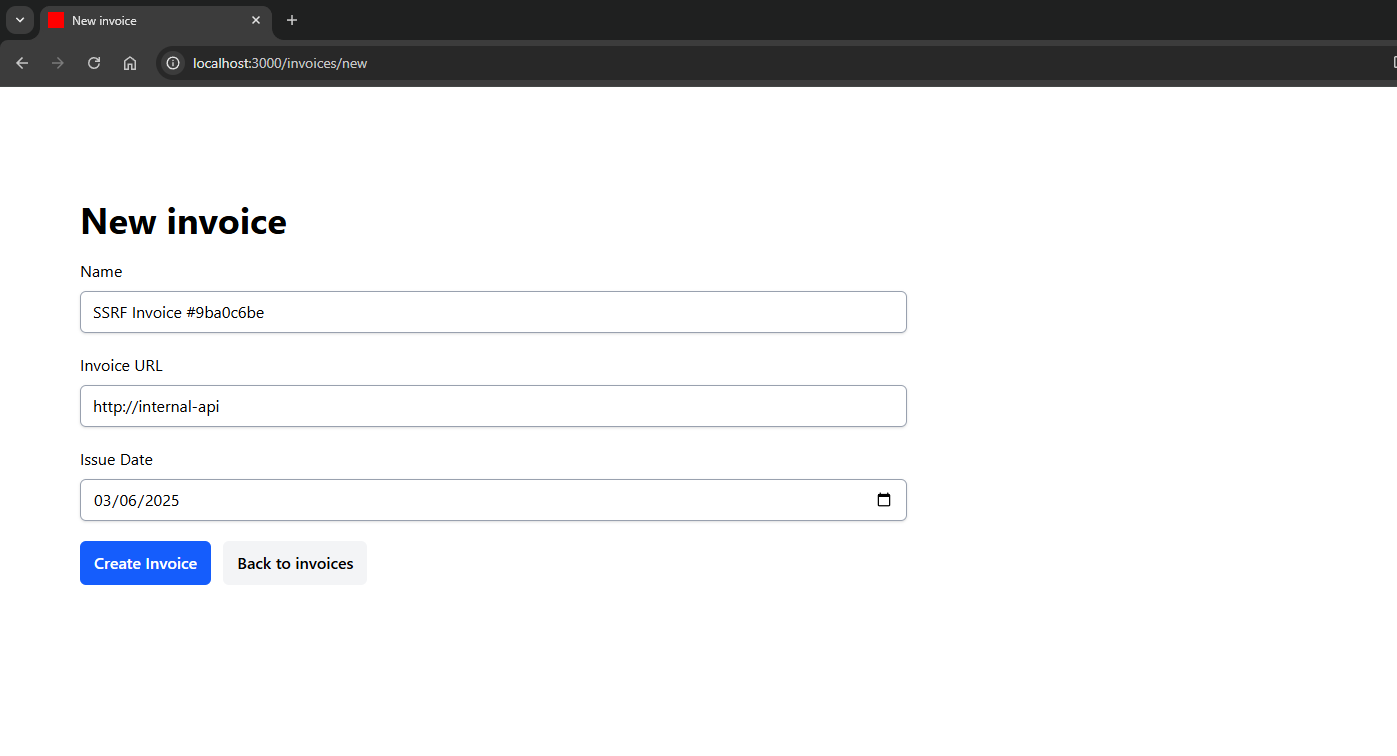 New invoice
localhost:3000/invoices/new
New invoice
Name
SSRF Invoice #9ba0c6be
Invoice URL
http://internal-api
Issue Date
03/06/2025
Create Invoice
Back to invoices